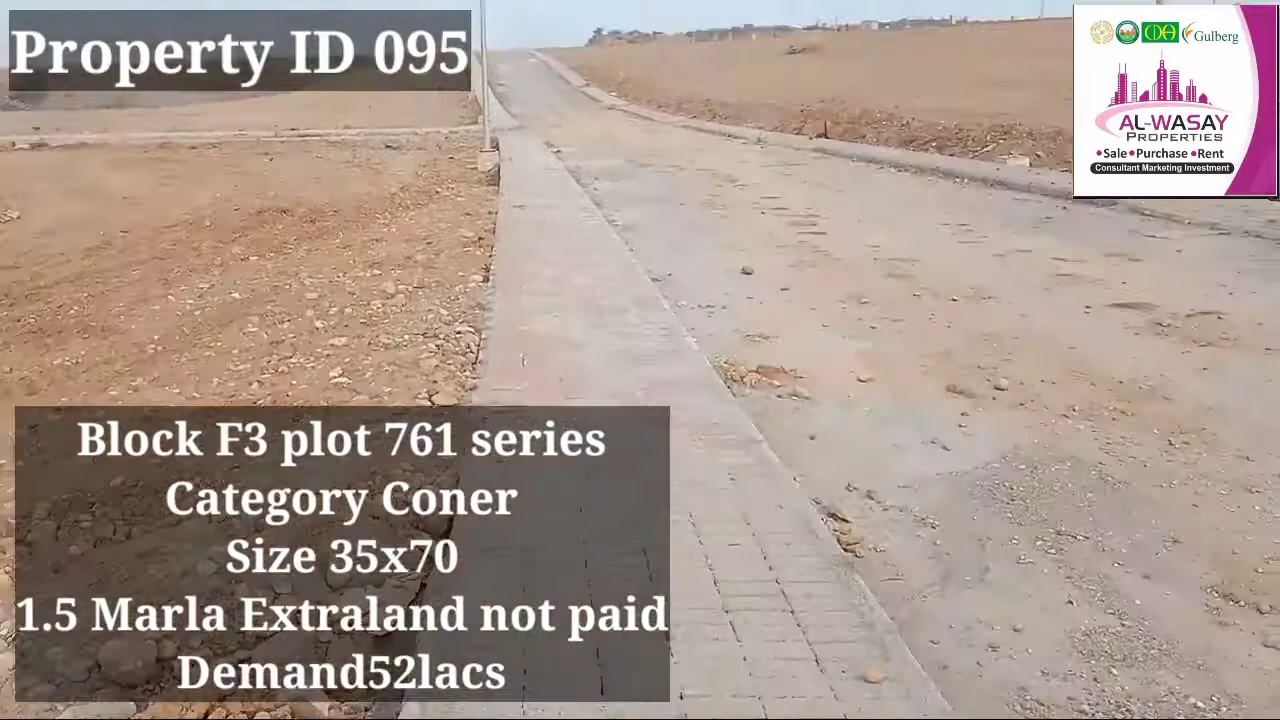 Property ID 095
CDA Gulberg
AL-WASAY
PROPERTIES
•Sale •Purchase •Rent
Consultant Marketing Investment
Block F3 plot 761 series
Category Coner
Size 35x70
1.5 Marla Extraland not paid
Demand52lacs